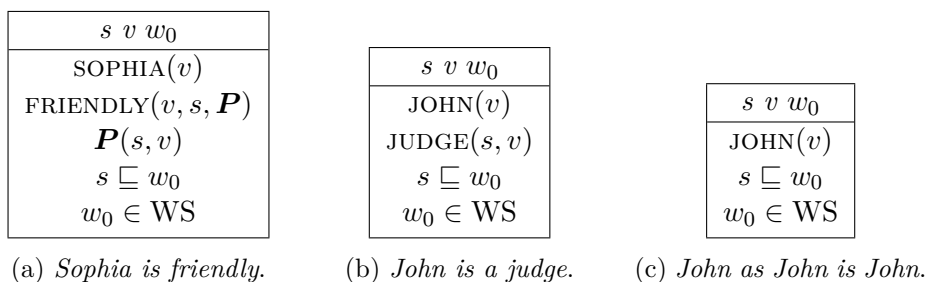 s v w₀
SOPHIA(v)
FRIENDLY(v, s, P)
P(s, v)
s ⊑ w₀
w₀ ∈ WS
(a) Sophia is friendly.
s v w₀
JOHN(v)
JUDGE(s, v)
s ⊑ w₀
w₀ ∈ WS
(b) John is a judge.
s v w₀
JOHN(v)
s ⊑ w₀
w₀ ∈ WS
(c) John as John is John.